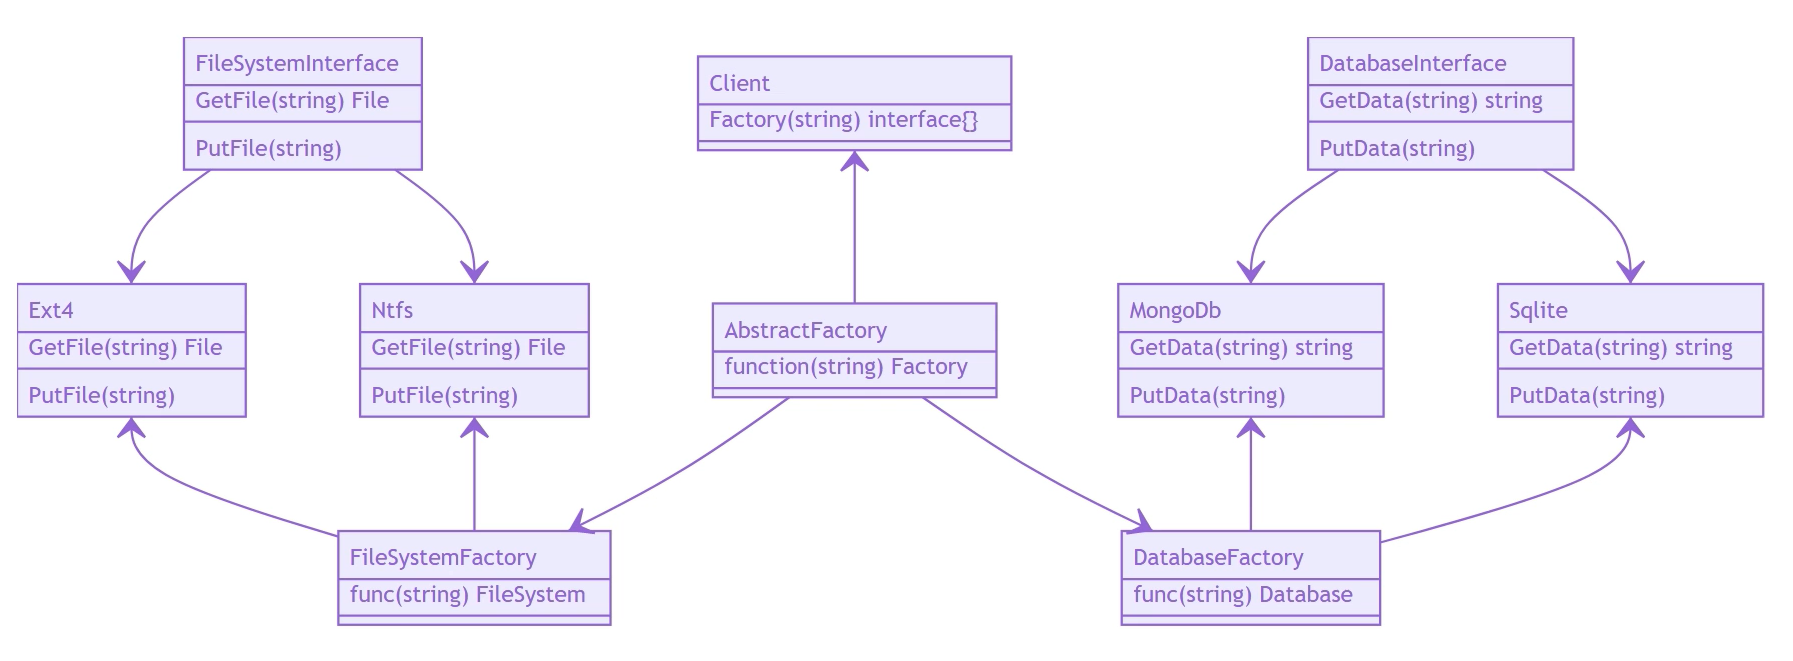 FileSystemInterface
GetFile(string) File
PutFile(string)
Client
Factory(string) interface{}
DatabaseInterface
GetData(string) string
PutData(string)
Ext4
GetFile(string) File
PutFile(string)
Ntfs
GetFile(string) File
PutFile(string)
AbstractFactory
function(string) Factory
MongoDb
GetData(string) string
PutData(string)
Sqlite
GetData(string) string
PutData(string)
FileSystemFactory
func(string) FileSystem
DatabaseFactory
func(string) Database